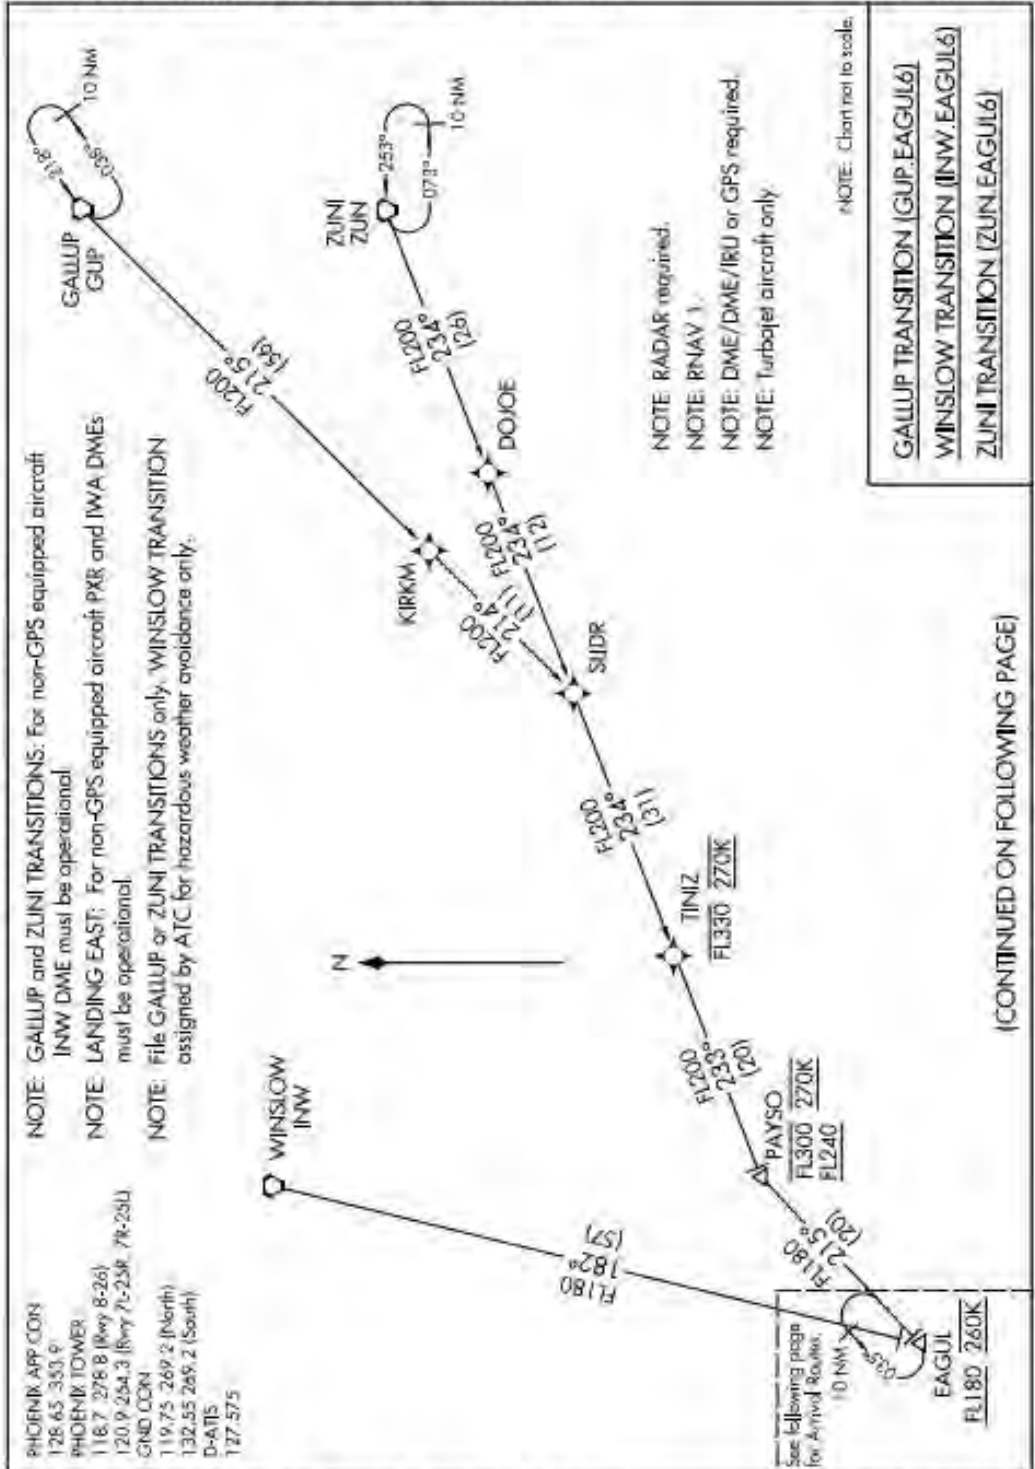 PHOENIX APP CON
128.65 353.9
PHOENIX TOWER
118.7 278.8 (Rwy 8-26)
120.9 254.3 (Rwy 7L-25R, 7R-25L)
GND CON
119.75 269.2 (North)
132.55 269.2 (South)
D-ATIS
127.575
NOTE: GALLUP and ZUNI TRANSITIONS: For non-GPS equipped aircraft
INW DME must be operational.
NOTE: LANDING EAST: For non-GPS equipped aircraft PXR and IWA DMEs
must be operational.
NOTE: File GALLUP or ZUNI TRANSITIONS only. WINSLOW TRANSITION
assigned by ATC for hazardous weather avoidance only.
GALLUP
GUP
218°
038°
10 NM
FL200
215°
(56)
ZUNI
ZUN
253°
073°
10 NM
FL200
234°
(26)
DOJOE
KIRKM
FL200
214°
(11)
FL200
234°
(12)
SLIDR
FL200
234°
(31)
TINIZ
FL330 270K
FL200
233°
(20)
PAYSO
FL300 270K
FL240
FL180
215°
(20)
N
WINSLOW
INW
FL180
182°
(57)
See following page
for Arrival Routes.
10 NM
035°
EAGUL
FL180 260K
NOTE: RADAR required.
NOTE: RNAV 1.
NOTE: DME/DME/IRU or GPS required.
NOTE: Turbojet aircraft only.
NOTE: Chart not to scale.
GALLUP TRANSITION (GUP.EAGUL6)
WINSLOW TRANSITION (INW.EAGUL6)
ZUNI TRANSITION (ZUN.EAGUL6)
(CONTINUED ON FOLLOWING PAGE)